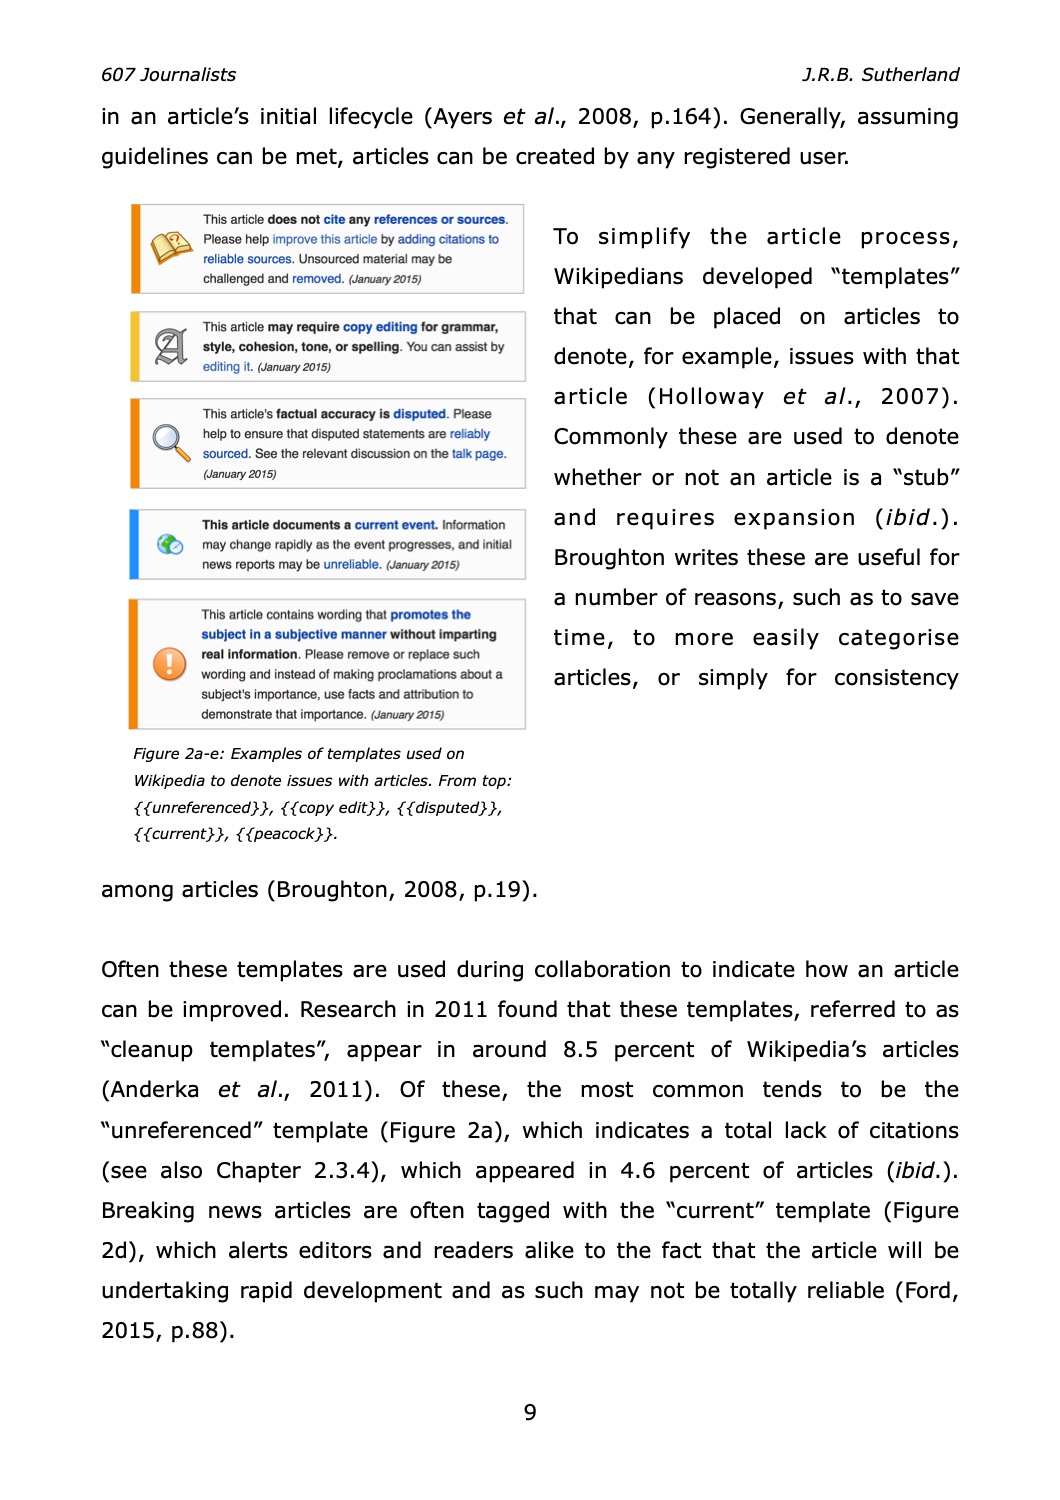 607 Journalists
J.R.B. Sutherland
in an article’s initial lifecycle (Ayers et al., 2008, p.164). Generally, assuming
guidelines can be met, articles can be created by any registered user.
This article does not cite any references or sources.
Please help improve this article by adding citations to
reliable sources. Unsourced material may be
challenged and removed. (January 2015)
This article may require copy editing for grammar,
style, cohesion, tone, or spelling. You can assist by
editing it. (January 2015)
This article's factual accuracy is disputed. Please
help to ensure that disputed statements are reliably
sourced. See the relevant discussion on the talk page.
(January 2015)
This article documents a current event. Information
may change rapidly as the event progresses, and initial
news reports may be unreliable. (January 2015)
This article contains wording that promotes the
subject in a subjective manner without imparting
real information. Please remove or replace such
wording and instead of making proclamations about a
subject's importance, use facts and attribution to
demonstrate that importance. (January 2015)
Figure 2a-e: Examples of templates used on
Wikipedia to denote issues with articles. From top:
{{unreferenced}}, {{copy edit}}, {{disputed}},
{{current}}, {{peacock}}.
To simplify the article process,
Wikipedians developed “templates”
that can be placed on articles to
denote, for example, issues with that
article (Holloway et al., 2007).
Commonly these are used to denote
whether or not an article is a “stub”
and requires expansion (ibid.).
Broughton writes these are useful for
a number of reasons, such as to save
time, to more easily categorise
articles, or simply for consistency
among articles (Broughton, 2008, p.19).
Often these templates are used during collaboration to indicate how an article
can be improved. Research in 2011 found that these templates, referred to as
“cleanup templates”, appear in around 8.5 percent of Wikipedia’s articles
(Anderka et al., 2011). Of these, the most common tends to be the
“unreferenced” template (Figure 2a), which indicates a total lack of citations
(see also Chapter 2.3.4), which appeared in 4.6 percent of articles (ibid.).
Breaking news articles are often tagged with the “current” template (Figure
2d), which alerts editors and readers alike to the fact that the article will be
undertaking rapid development and as such may not be totally reliable (Ford,
2015, p.88).
9